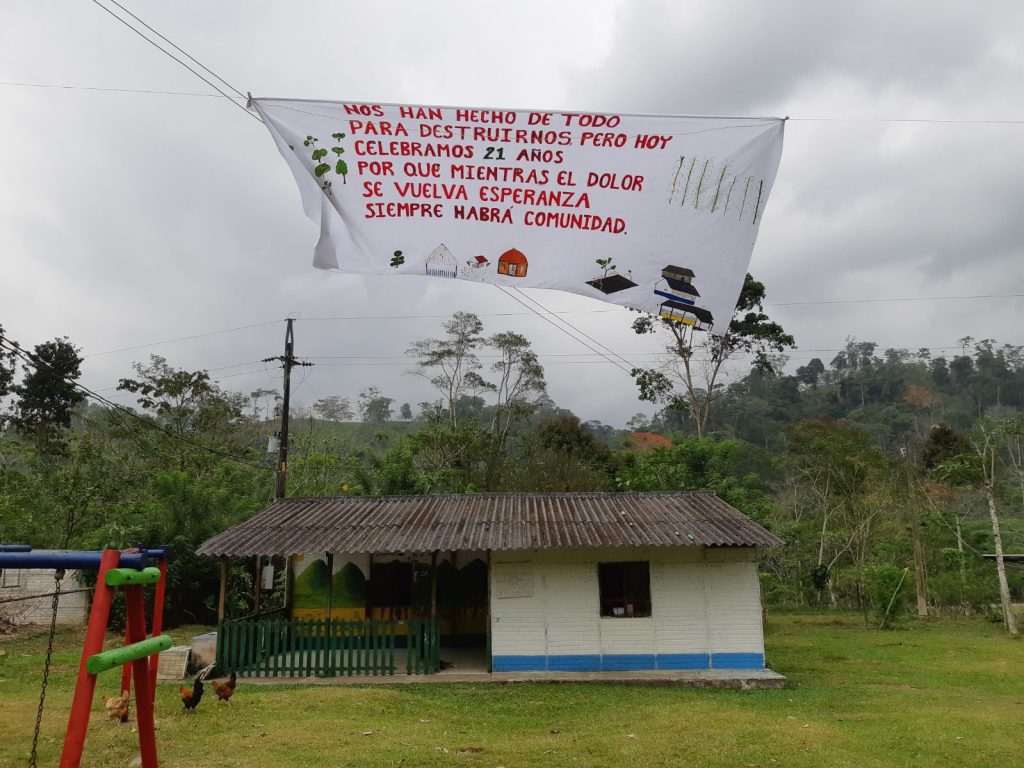 NOS HAN HECHO DE TODO
PARA DESTRUIRNOS, PERO HOY
CELEBRAMOS 21 AÑOS
POR QUE MIENTRAS EL DOLOR
SE VUELVA ESPERANZA
SIEMPRE HABRÁ COMUNIDAD.